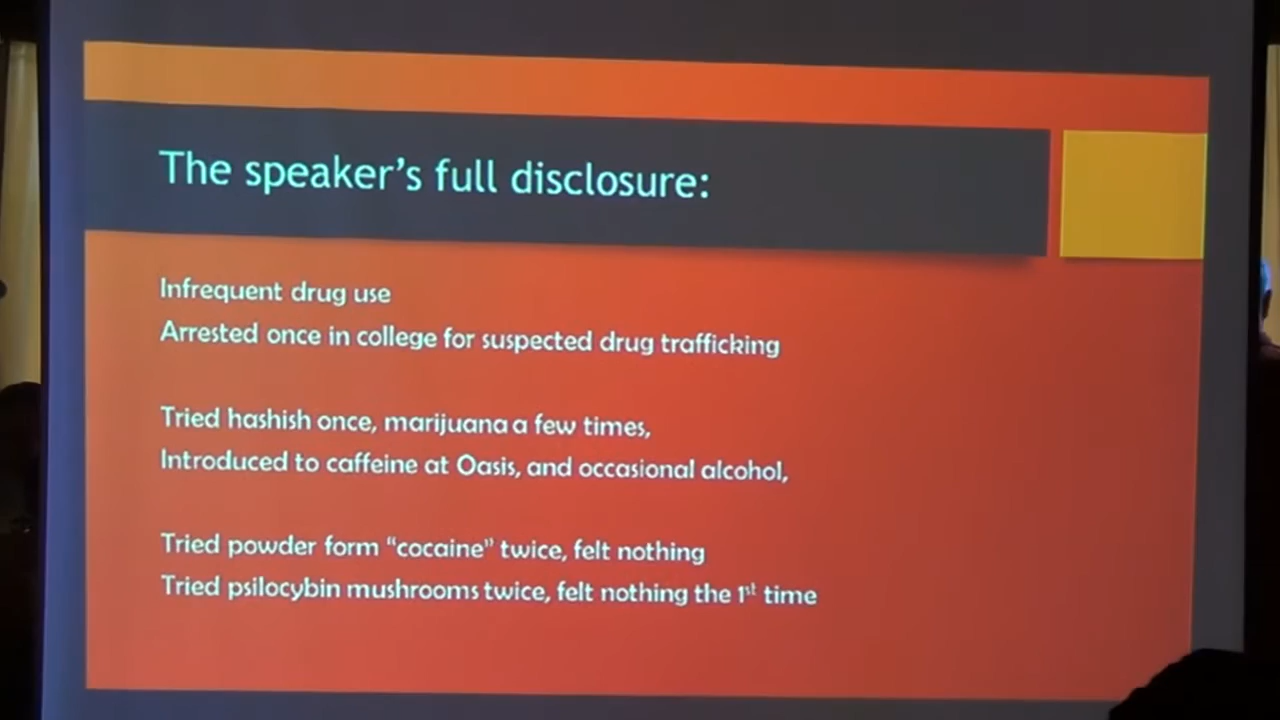 The speaker’s full disclosure:
Infrequent drug use
Arrested once in college for suspected drug trafficking
Tried hashish once, marijuana a few times,
Introduced to caffeine at Oasis, and occasional alcohol,
Tried powder form “cocaine” twice, felt nothing
Tried psilocybin mushrooms twice, felt nothing the 1st time